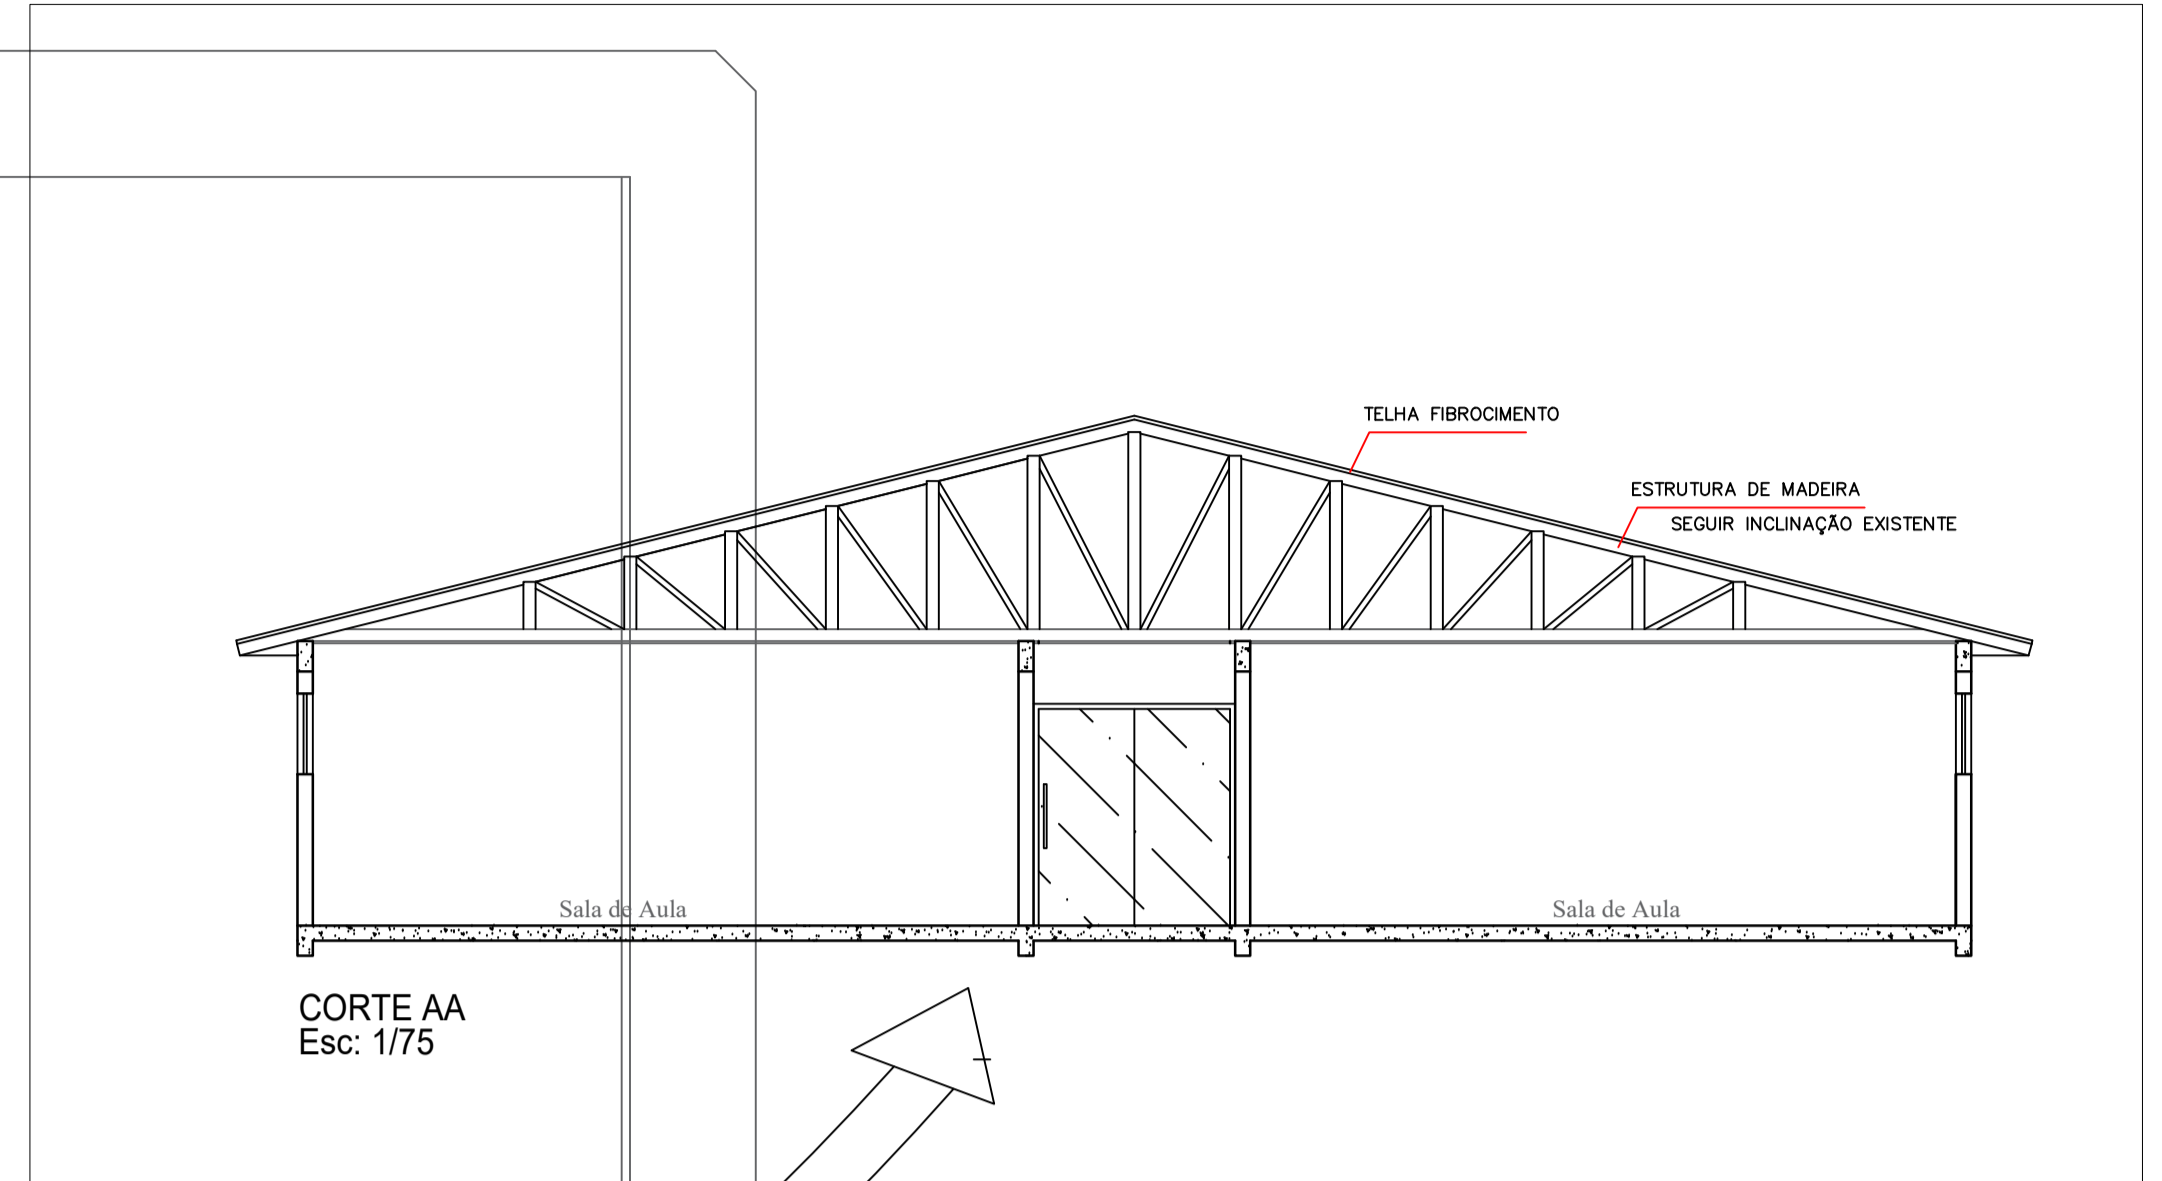 TELHA FIBROCIMENTO
ESTRUTURA DE MADEIRA
SEGUIR INCLINAÇÃO EXISTENTE
Sala de Aula
Sala de Aula
CORTE AA
Esc: 1/75